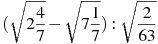 (√(2 4/7) − √(7 1/7)) : √(2/63)